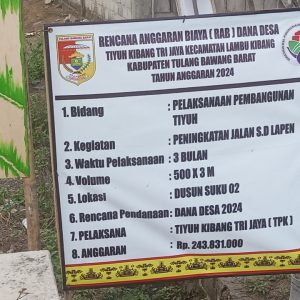 RENCANA ANGGARAN BIAYA ( RAB ) DANA DESA
TIYUH KIBANG TRI JAYA KECAMATAN LAMBU KIBANG
KABUPATEN TULANG BAWANG BARAT
TAHUN ANGGARAN 2024
1. Bidang : PELAKSANAAN PEMBANGUNAN
TIYUH
2. Kegiatan : PENINGKATAN JALAN S.D LAPEN
3. Waktu Pelaksanaan : 3 BULAN
4. Volume : 500 X 3 M
5. Lokasi : DUSUN SUKU 02
6. Rencana Pendanaan : DANA DESA 2024
7. PELAKSANA : TIYUH KIBANG TRI JAYA ( TPK )
8. ANGGARAN : Rp. 243.831.000